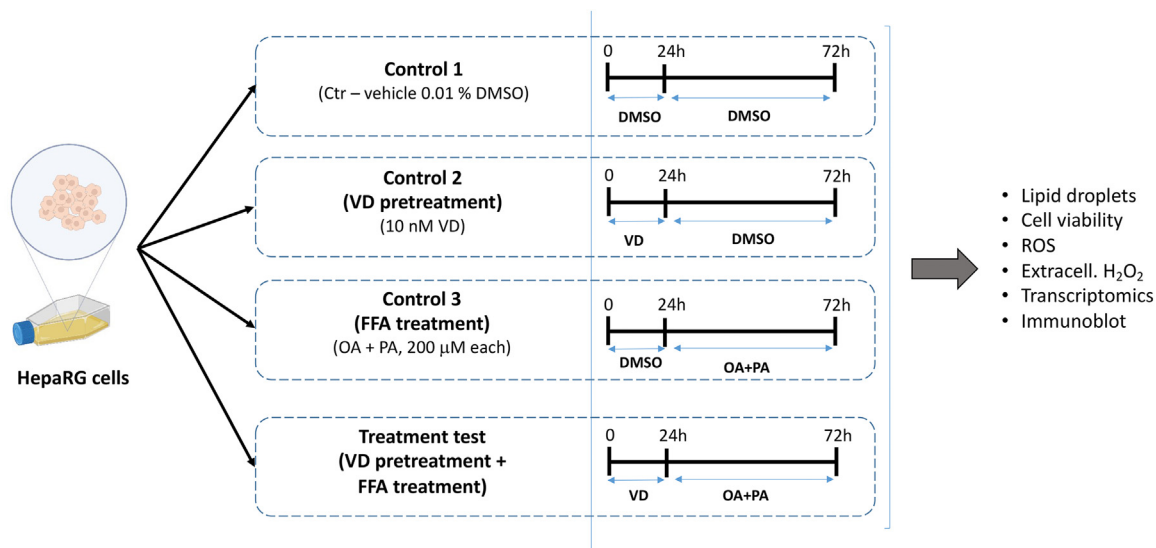 Control 1
(Ctr – vehicle 0.01 % DMSO)
0 24h 72h
DMSO DMSO
Control 2
(VD pretreatment)
(10 nM VD)
0 24h 72h
VD DMSO
Control 3
(FFA treatment)
(OA + PA, 200 μM each)
0 24h 72h
DMSO OA+PA
Treatment test
(VD pretreatment +
FFA treatment)
0 24h 72h
VD OA+PA
HepaRG cells
• Lipid droplets
• Cell viability
• ROS
• Extracell. H₂O₂
• Transcriptomics
• Immunoblot